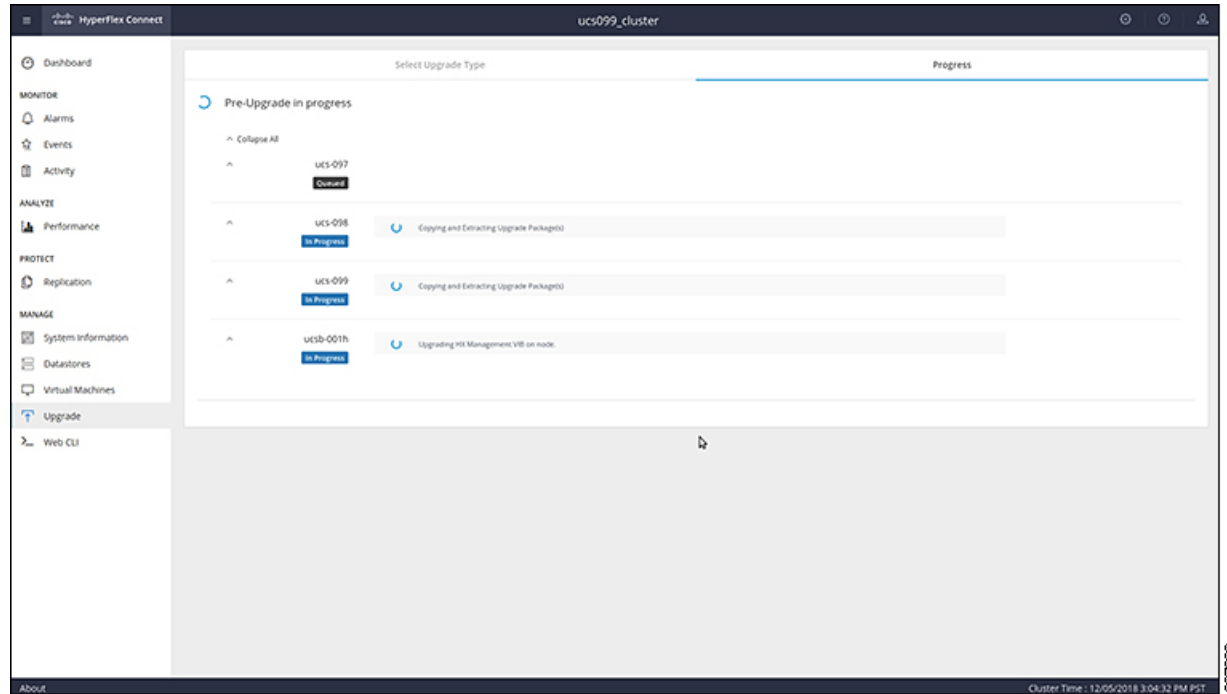 CISCO HyperFlex Connect
ucs099_cluster
Dashboard
MONITOR
Alarms
Events
Activity
ANALYZE
Performance
PROTECT
Replication
MANAGE
System Information
Datastores
Virtual Machines
Upgrade
Web CLI
Select Upgrade Type
Progress
Pre-Upgrade in progress
Collapse All
ucs-097
Queued
ucs-098
In Progress
Copying and Extracting Upgrade Package(s)
ucs-099
In Progress
Copying and Extracting Upgrade Package(s)
ucsb-001h
In Progress
Upgrading HX Management VIB on node.
About
Cluster Time : 12/05/2018 3:04:32 PM PST